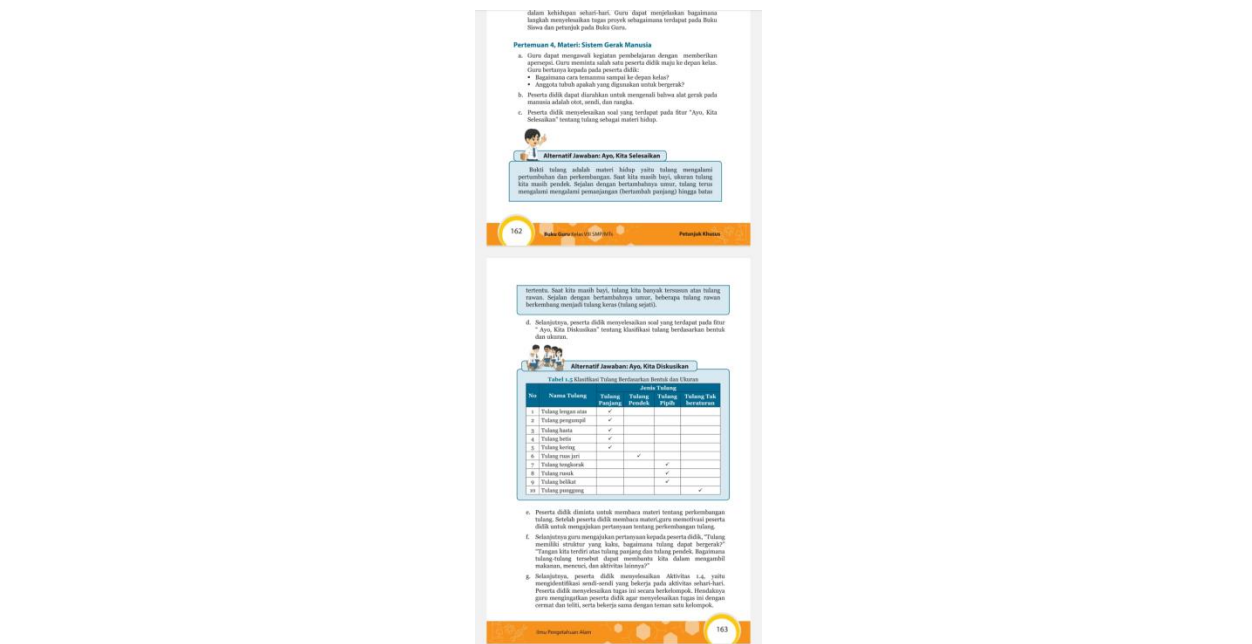 dalam kehidupan sehari-hari. Guru dapat menjelaskan bagaimana
langkah menyelesaikan tugas proyek sebagaimana terdapat pada Buku
Siswa dan petunjuk pada Buku Guru.
Pertemuan 4, Materi: Sistem Gerak Manusia
a. Guru dapat mengawali kegiatan pembelajaran dengan memberikan
apersepsi. Guru meminta salah satu peserta didik maju ke depan kelas.
Guru bertanya kepada pada peserta didik:
• Bagaimana cara temanmu sampai ke depan kelas?
• Anggota tubuh apakah yang digunakan untuk bergerak?
b. Peserta didik dapat diarahkan untuk mengenali bahwa alat gerak pada
manusia adalah otot, sendi, dan rangka.
c. Peserta didik menyelesaikan soal yang terdapat pada fitur "Ayo, Kita
Selesaikan" tentang tulang sebagai materi hidup.
Alternatif Jawaban: Ayo, Kita Selesaikan
Bukti tulang adalah materi hidup yaitu tulang mengalami
pertumbuhan dan perkembangan. Saat kita masih bayi, ukuran tulang
kita masih pendek. Sejalan dengan bertambahnya umur, tulang terus
mengalami mengalami pemanjangan (bertambah panjang) hingga batas
162 Buku Guru Kelas VIII SMP/MTs Petunjuk Khusus
tertentu. Saat kita masih bayi, tulang kita banyak tersusun atas tulang
rawan. Sejalan dengan bertambahnya umur, beberapa tulang rawan
berkembang menjadi tulang keras (tulang sejati).
d. Selanjutnya, peserta didik menyelesaikan soal yang terdapat pada fitur
" Ayo, Kita Diskusikan" tentang klasifikasi tulang berdasarkan bentuk
dan ukuran.
Alternatif Jawaban: Ayo, Kita Diskusikan
Tabel 1.5 Klasifikasi Tulang Berdasarkan Bentuk dan Ukuran
Jenis Tulang
No Nama Tulang Tulang Panjang Tulang Pendek Tulang Pipih Tulang Tak beraturan
1 Tulang lengan atas ✓
2 Tulang pengumpil ✓
3 Tulang hasta ✓
4 Tulang betis ✓
5 Tulang kering ✓
6 Tulang ruas jari ✓
7 Tulang tengkorak ✓
8 Tulang rusuk ✓
9 Tulang belikat ✓
10 Tulang punggung ✓
e. Peserta didik diminta untuk membaca materi tentang perkembangan
tulang. Setelah peserta didik membaca materi,guru memotivasi peserta
didik untuk mengajukan pertanyaan tentang perkembangan tulang.
f. Selanjutnya guru mengajukan pertanyaan kepada peserta didik, "Tulang
memiliki struktur yang kaku, bagaimana tulang dapat bergerak?"
"Tangan kita terdiri atas tulang panjang dan tulang pendek. Bagaimana
tulang-tulang tersebut dapat membantu kita dalam mengambil
makanan, mencuci, dan aktivitas lainnya?"
g. Selanjutnya, peserta didik menyelesaikan Aktivitas 1.4, yaitu
mengidentifikasi sendi-sendi yang bekerja pada aktivitas sehari-hari.
Peserta didik menyelesaikan tugas ini secara berkelompok. Hendaknya
guru mengingatkan peserta didik agar menyelesaikan tugas ini dengan
cermat dan teliti, serta bekerja sama dengan teman satu kelompok.
Ilmu Pengetahuan Alam 163